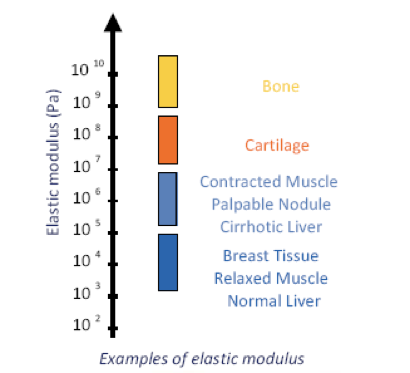 Elastic modulus (Pa)
10 10
10 9
10 8
10 7
10 6
10 5
10 4
10 3
10 2
Bone
Cartilage
Contracted Muscle
Palpable Nodule
Cirrhotic Liver
Breast Tissue
Relaxed Muscle
Normal Liver
Examples of elastic modulus